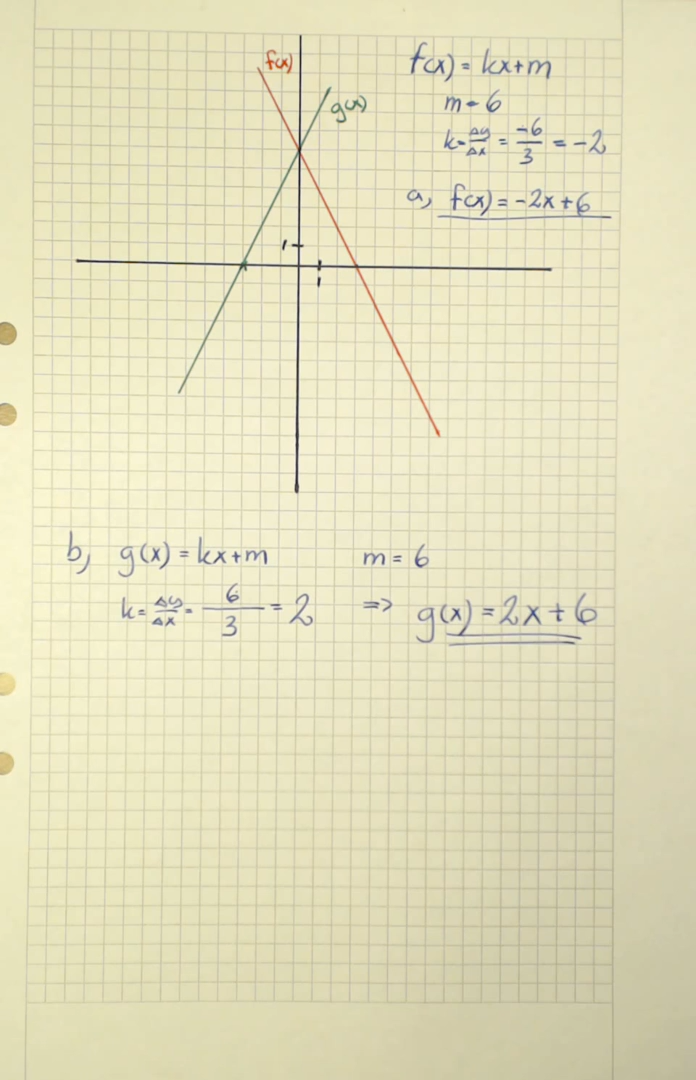 f(x)
g(x)
1
1
f(x) = kx+m
m = 6
k = Δy/Δx = -6/3 = -2
a, f(x) = -2x+6
b, g(x) = kx+m m = 6
k = Δy/Δx = 6/3 = 2 => g(x) = 2x+6